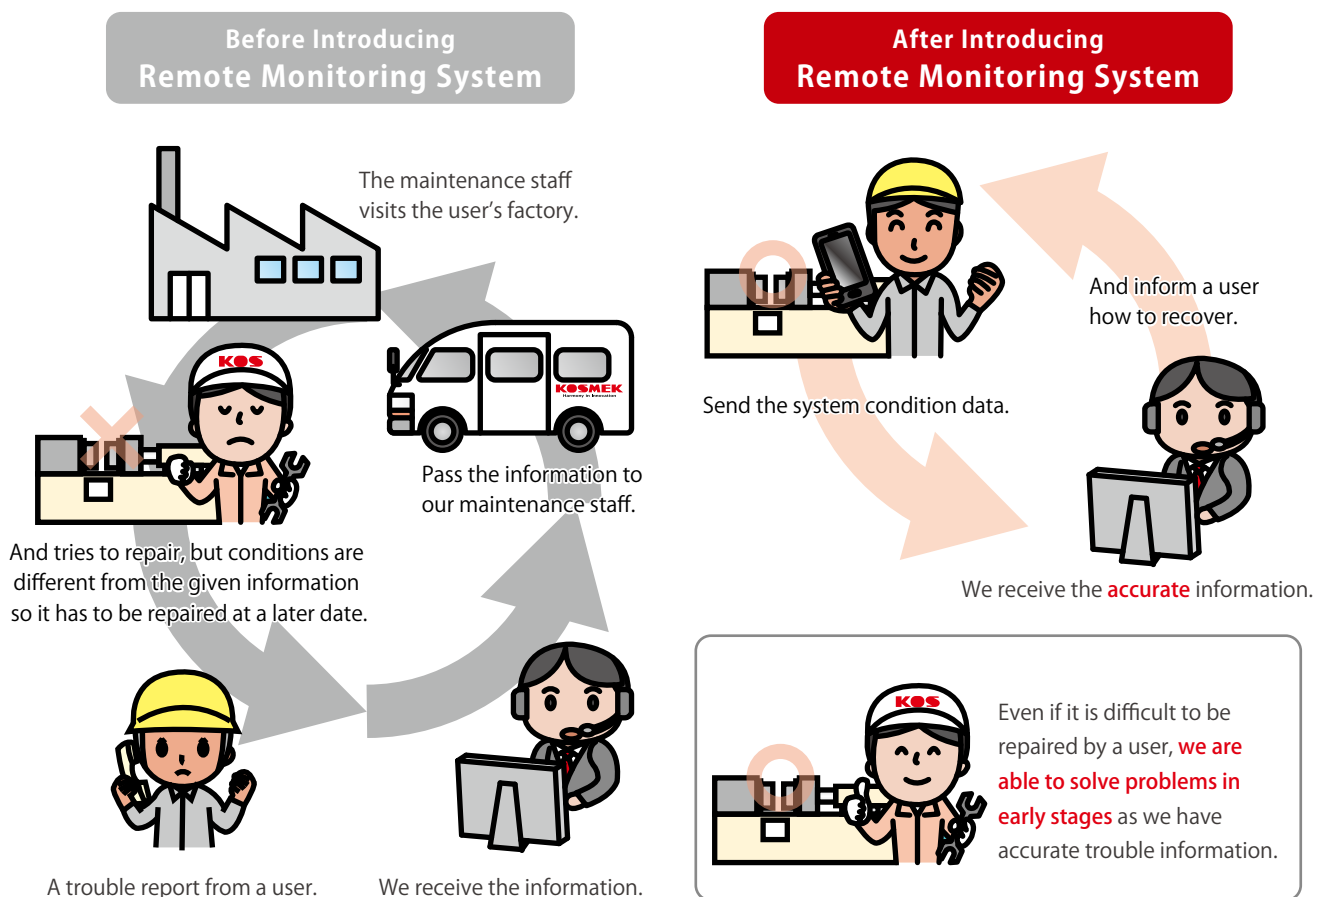 Before Introducing
Remote Monitoring System
The maintenance staff
visits the user's factory.
KOS
KOSMEK
Harmony in Innovation
Pass the information to
our maintenance staff.
And tries to repair, but conditions are
different from the given information
so it has to be repaired at a later date.
A trouble report from a user.
We receive the information.
After Introducing
Remote Monitoring System
And inform a user
how to recover.
Send the system condition data.
We receive the accurate information.
KOS
Even if it is difficult to be
repaired by a user, we are
able to solve problems in
early stages as we have
accurate trouble information.